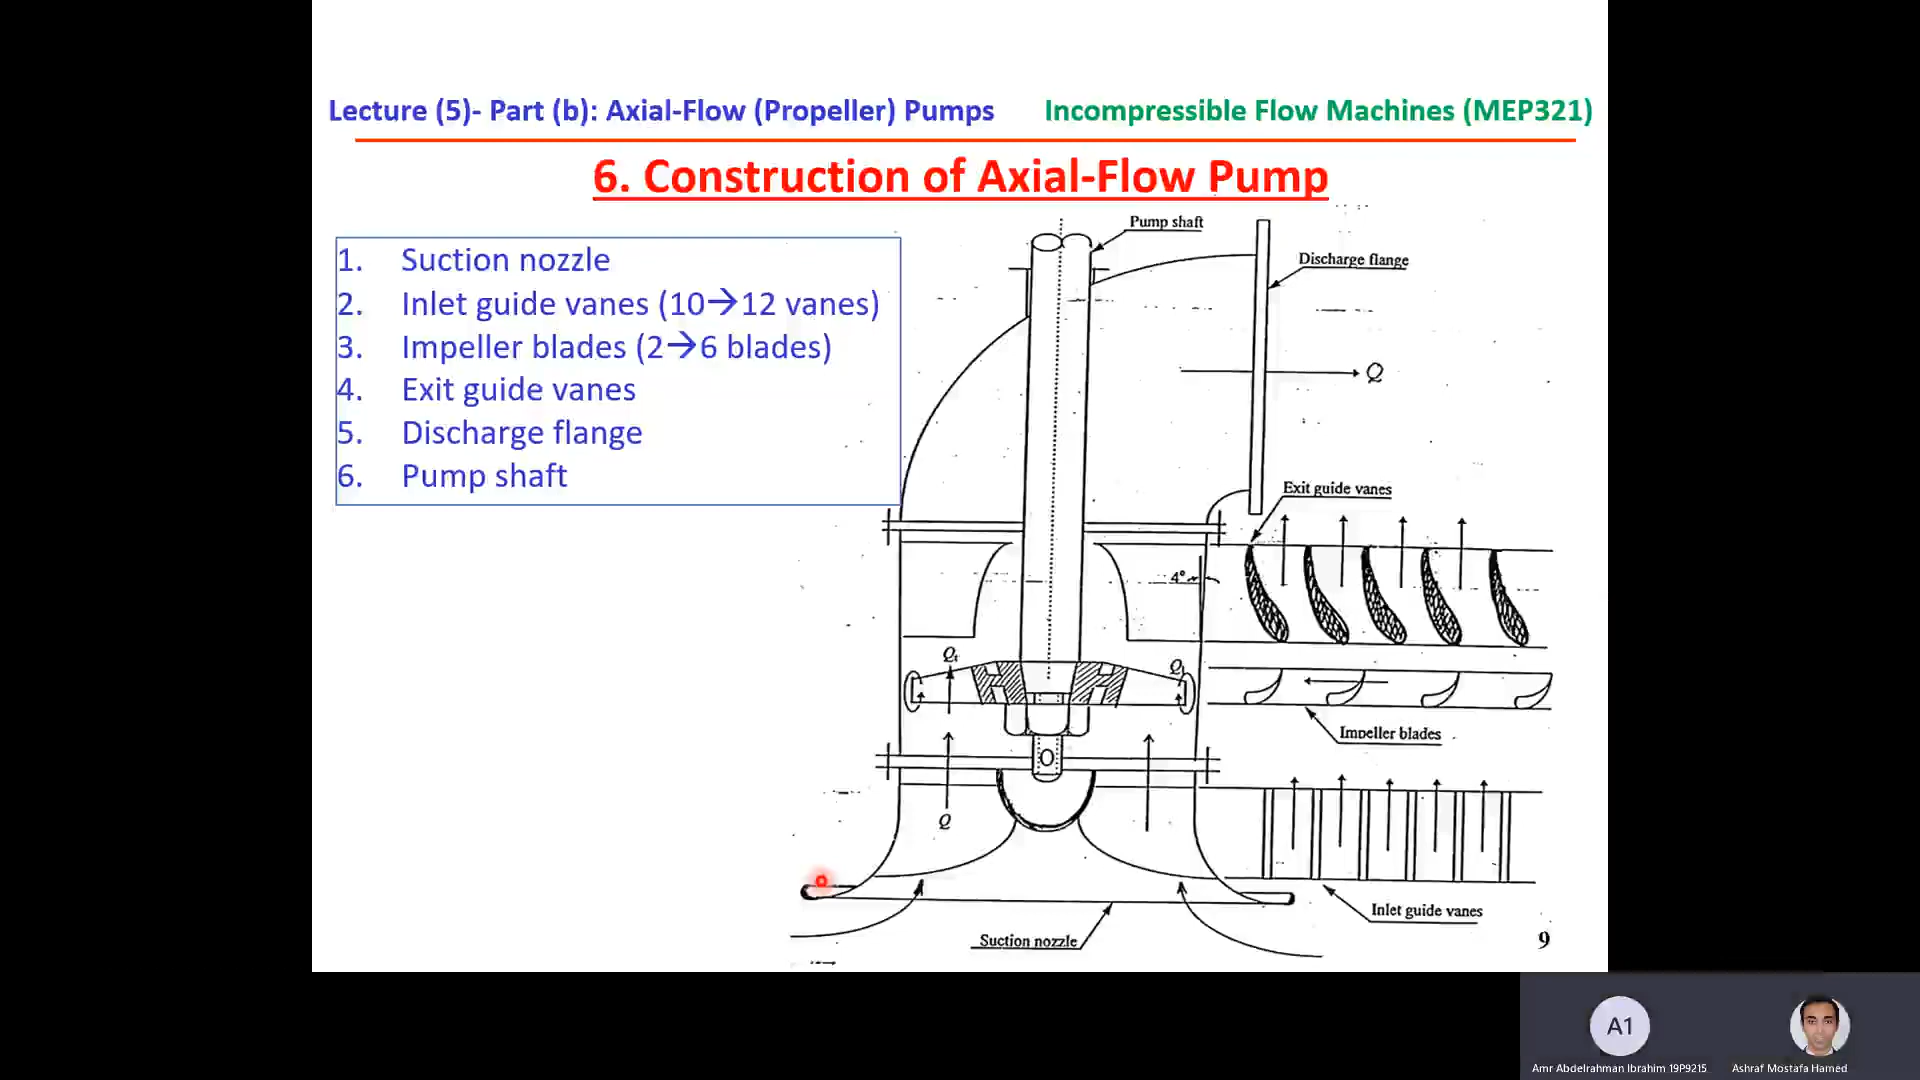 Lecture (5)- Part (b): Axial-Flow (Propeller) Pumps
Incompressible Flow Machines (MEP321)
6. Construction of Axial-Flow Pump
1. Suction nozzle
2. Inlet guide vanes (10→12 vanes)
3. Impeller blades (2→6 blades)
4. Exit guide vanes
5. Discharge flange
6. Pump shaft
Pump shaft
Discharge flange
Q
Exit guide vanes
4°
Impeller blades
Q
Inlet guide vanes
Suction nozzle
9
A1
Amr Abdelrahman Ibrahim 19P9215
Ashraf Mostafa Hamed